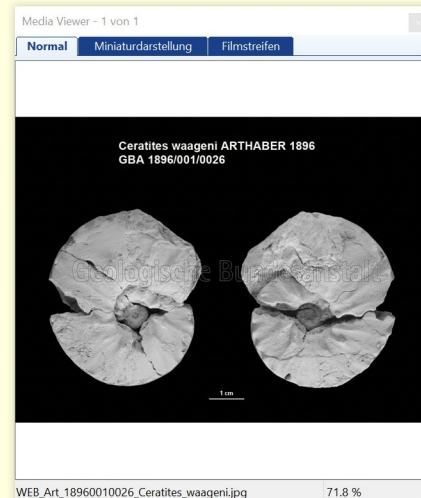 Media Viewer - 1 von 1
Normal Miniaturdarstellung Filmstreifen
Ceratites waageni ARTHABER 1896
GBA 1896/001/0026
Geologische Bundesanstalt
1 cm
WEB_Art_18960010026_Ceratites_waageni.jpg 71.8 %